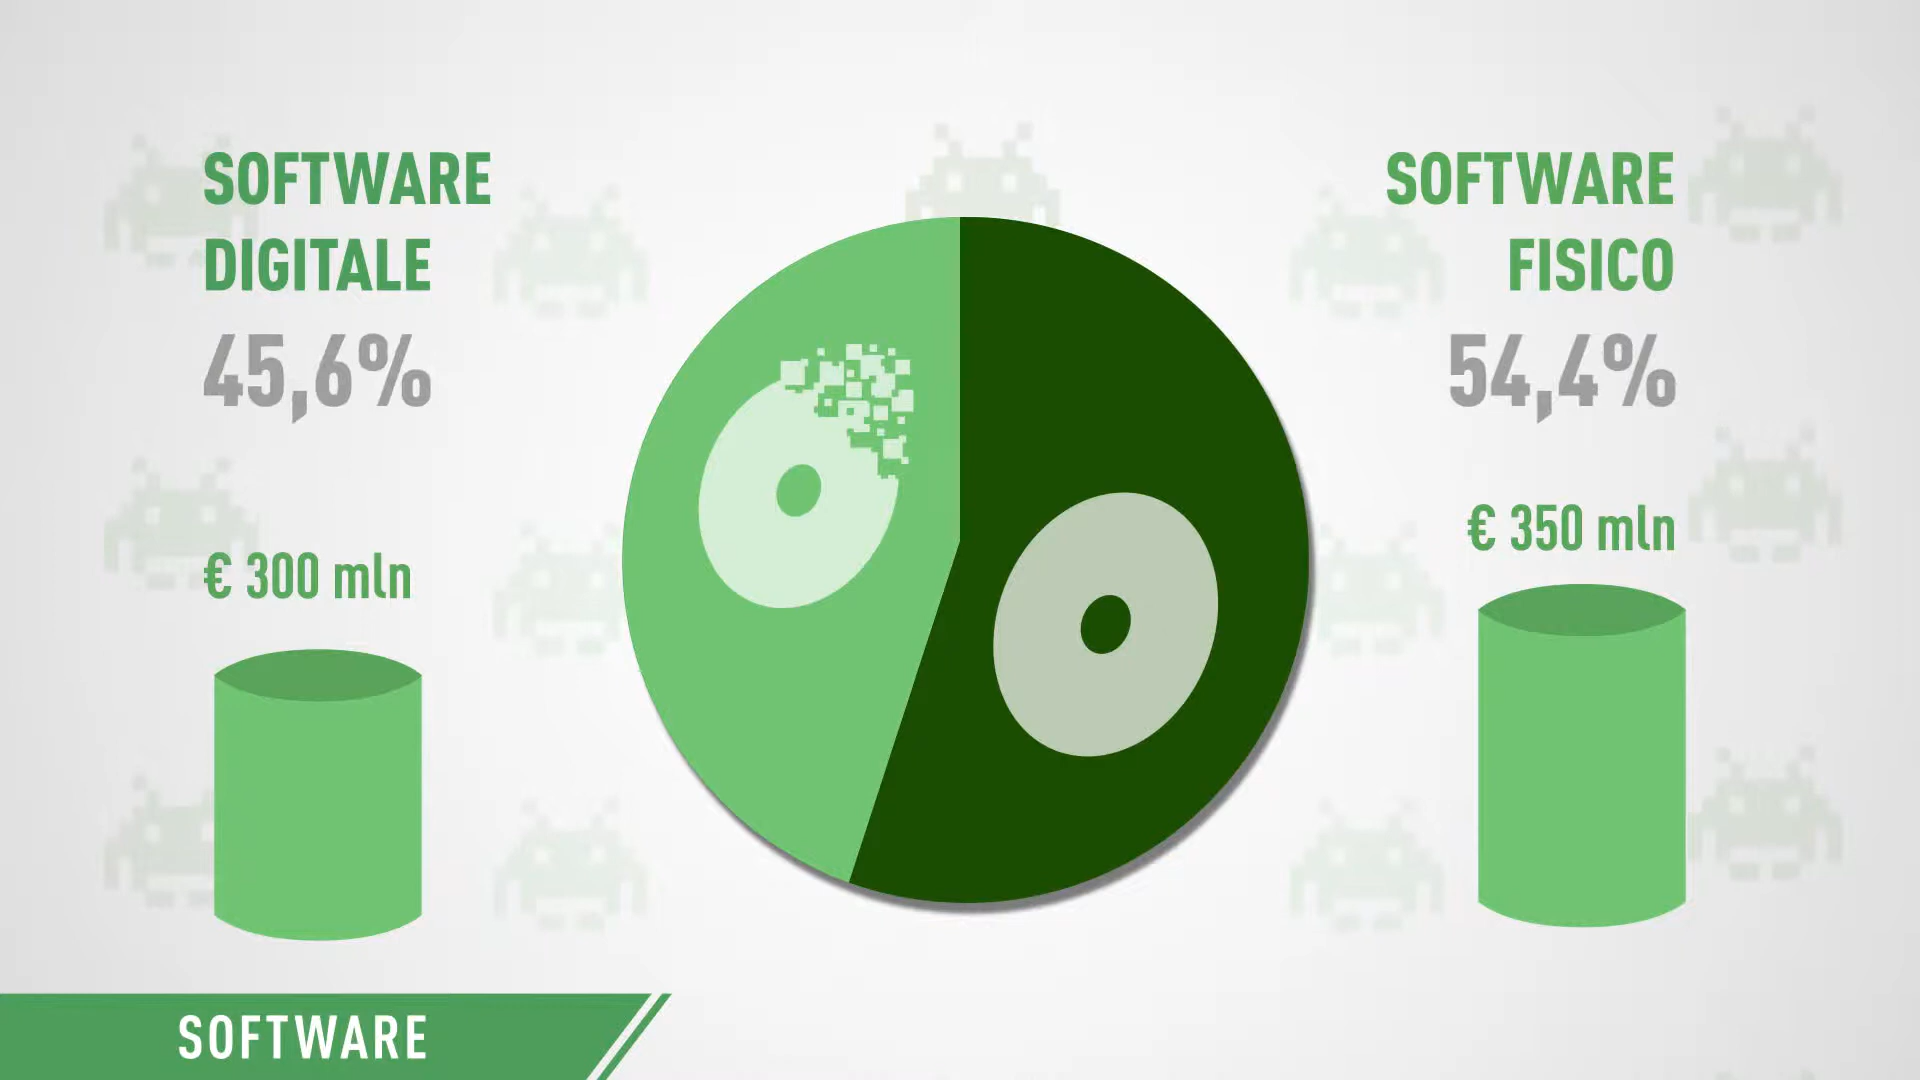 SOFTWARE
DIGITALE
45,6%
€ 300 mln
SOFTWARE
FISICO
54,4%
€ 350 mln
SOFTWARE